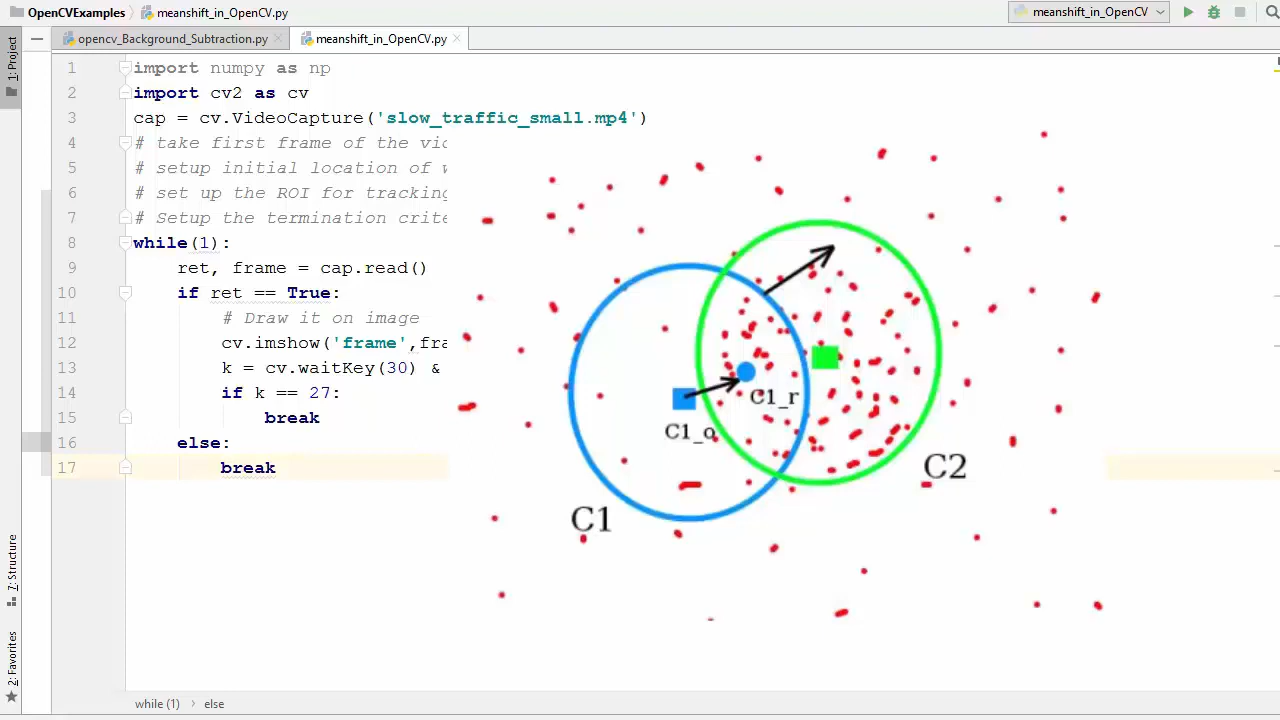 OpenCVExamples meanshift_in_OpenCV.py meanshift_in_OpenCV
opencv_Background_Subtraction.py meanshift_in_OpenCV.py
1: Project
1 import numpy as np
2 import cv2 as cv
3 cap = cv.VideoCapture('slow_traffic_small.mp4')
4 # take first frame of the vid
5 # setup initial location of w
6 # set up the ROI for tracking
7 # Setup the termination crite
8 while(1):
9 ret, frame = cap.read()
10 if ret == True:
11 # Draw it on image
12 cv.imshow('frame',fra
13 k = cv.waitKey(30) &
14 if k == 27:
15 break
16 else:
17 break
C1_r
C1_o
C2
C1
7: Structure
2: Favorites
while (1) › else